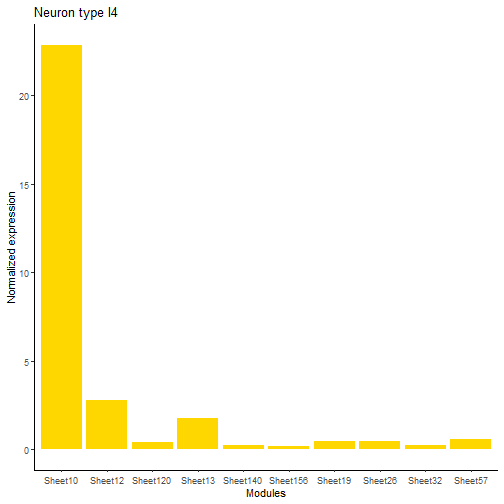 Neuron type I4
Normalized expression
20
15
10
5
0
Sheet10 Sheet12 Sheet120 Sheet13 Sheet140 Sheet156 Sheet19 Sheet26 Sheet32 Sheet57
Modules